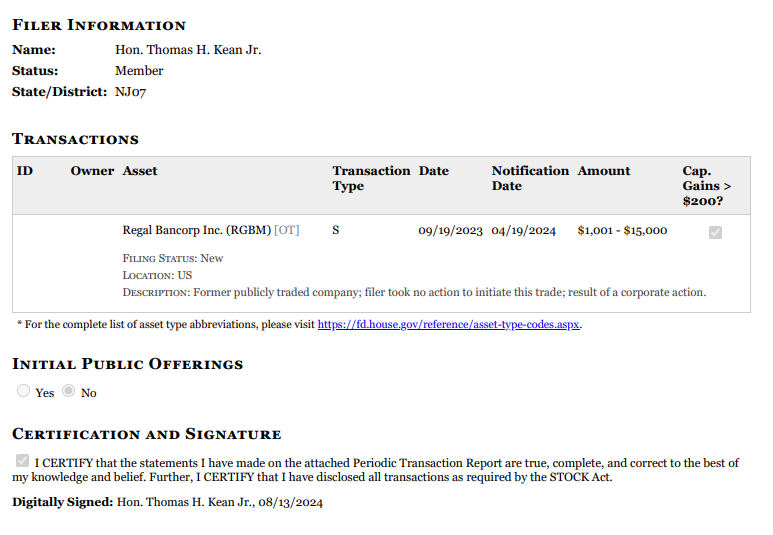 Filer Information
Name: Hon. Thomas H. Kean Jr.
Status: Member
State/District: NJ07
Transactions
ID Owner Asset Transaction Type Date Notification Date Amount Cap. Gains > $200?
Regal Bancorp Inc. (RGBM) [OT] S 09/19/2023 04/19/2024 $1,001 - $15,000
Filing Status: New
Location: US
Description: Former publicly traded company; filer took no action to initiate this trade; result of a corporate action.
* For the complete list of asset type abbreviations, please visit https://fd.house.gov/reference/asset-type-codes.aspx.
Initial Public Offerings
Yes No
Certification and Signature
I CERTIFY that the statements I have made on the attached Periodic Transaction Report are true, complete, and correct to the best of
my knowledge and belief. Further, I CERTIFY that I have disclosed all transactions as required by the STOCK Act.
Digitally Signed: Hon. Thomas H. Kean Jr., 08/13/2024